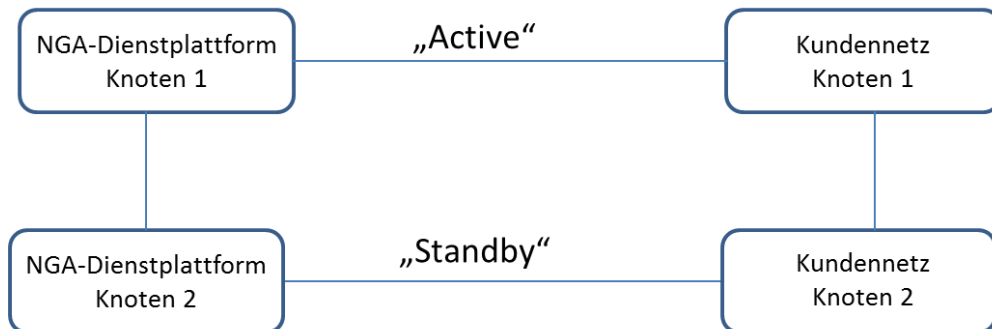 NGA-Dienstplattform
Knoten 1
„Active“
Kundennetz
Knoten 1
NGA-Dienstplattform
Knoten 2
„Standby“
Kundennetz
Knoten 2